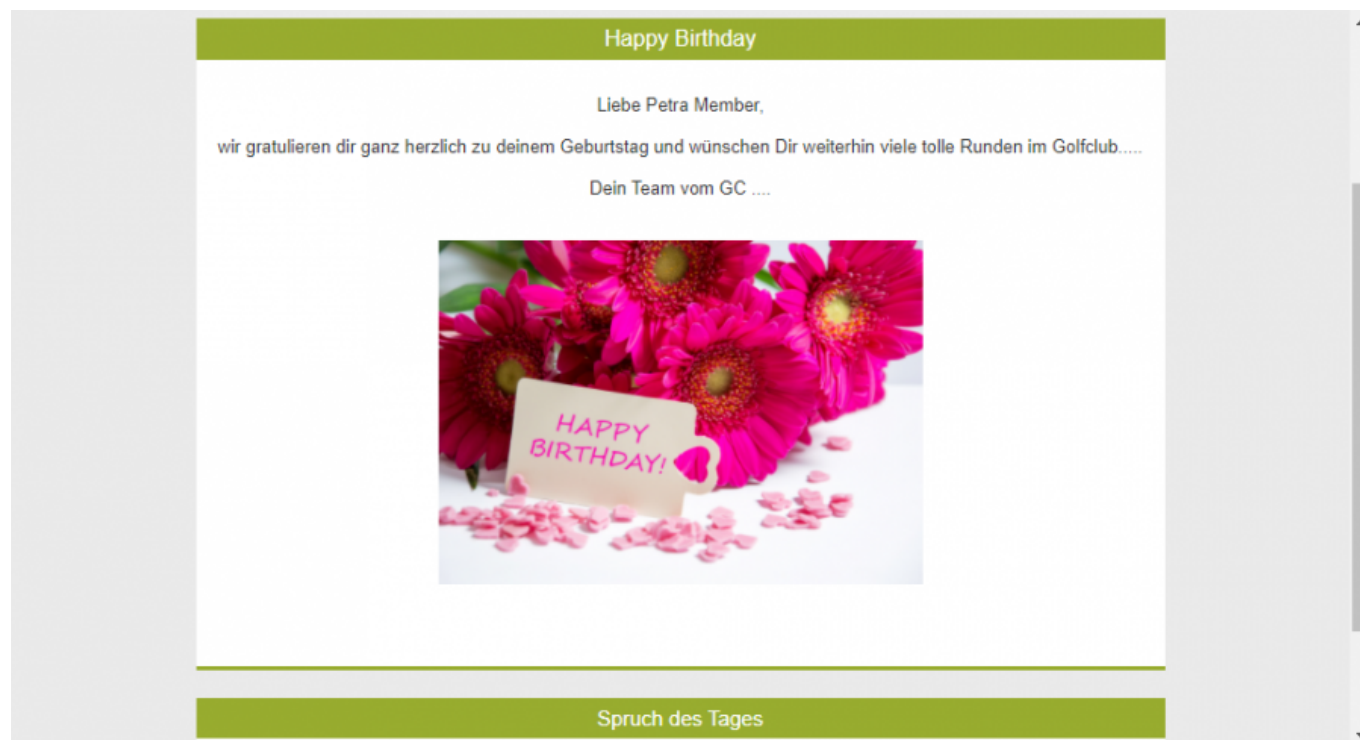 Happy Birthday
Liebe Petra Member,
wir gratulieren dir ganz herzlich zu deinem Geburtstag und wünschen Dir weiterhin viele tolle Runden im Golfclub.....
Dein Team vom GC ....
HAPPY
BIRTHDAY!
Spruch des Tages